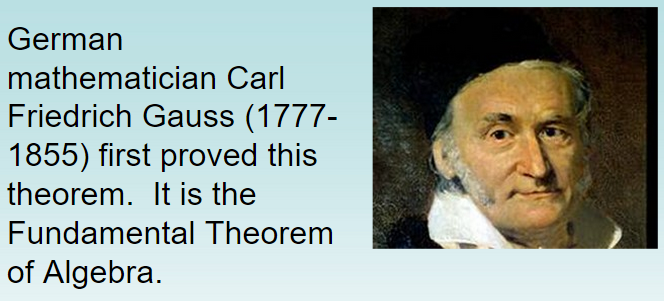 German
mathematician Carl
Friedrich Gauss (1777-
1855) first proved this
theorem.  It is the
Fundamental Theorem
of Algebra.